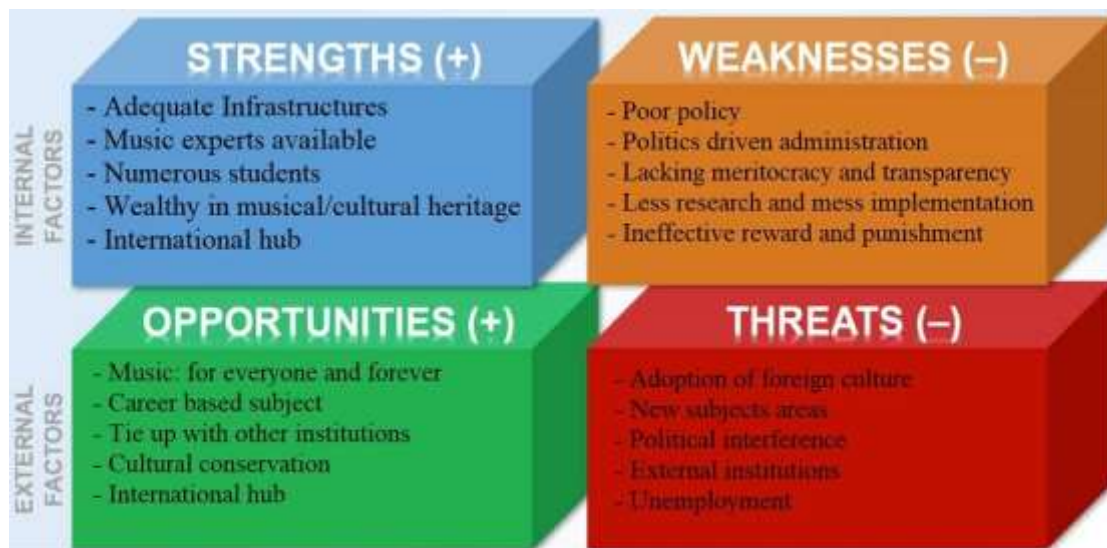 STRENGTHS (+)
- Adequate Infrastructures
- Music experts available
- Numerous students
- Wealthy in musical/cultural heritage
- International hub
WEAKNESSES (–)
- Poor policy
- Politics driven administration
- Lacking meritocracy and transparency
- Less research and mess implementation
- Ineffective reward and punishment
INTERNAL
FACTORS
OPPORTUNITIES (+)
- Music: for everyone and forever
- Career based subject
- Tie up with other institutions
- Cultural conservation
- International hub
THREATS (–)
- Adoption of foreign culture
- New subjects areas
- Political interference
- External institutions
- Unemployment
EXTERNAL
FACTORS